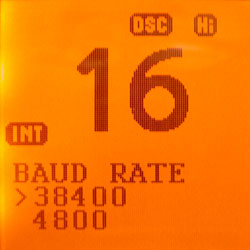 DSC Hi
16
INT
BAUD RATE
>38400
4800